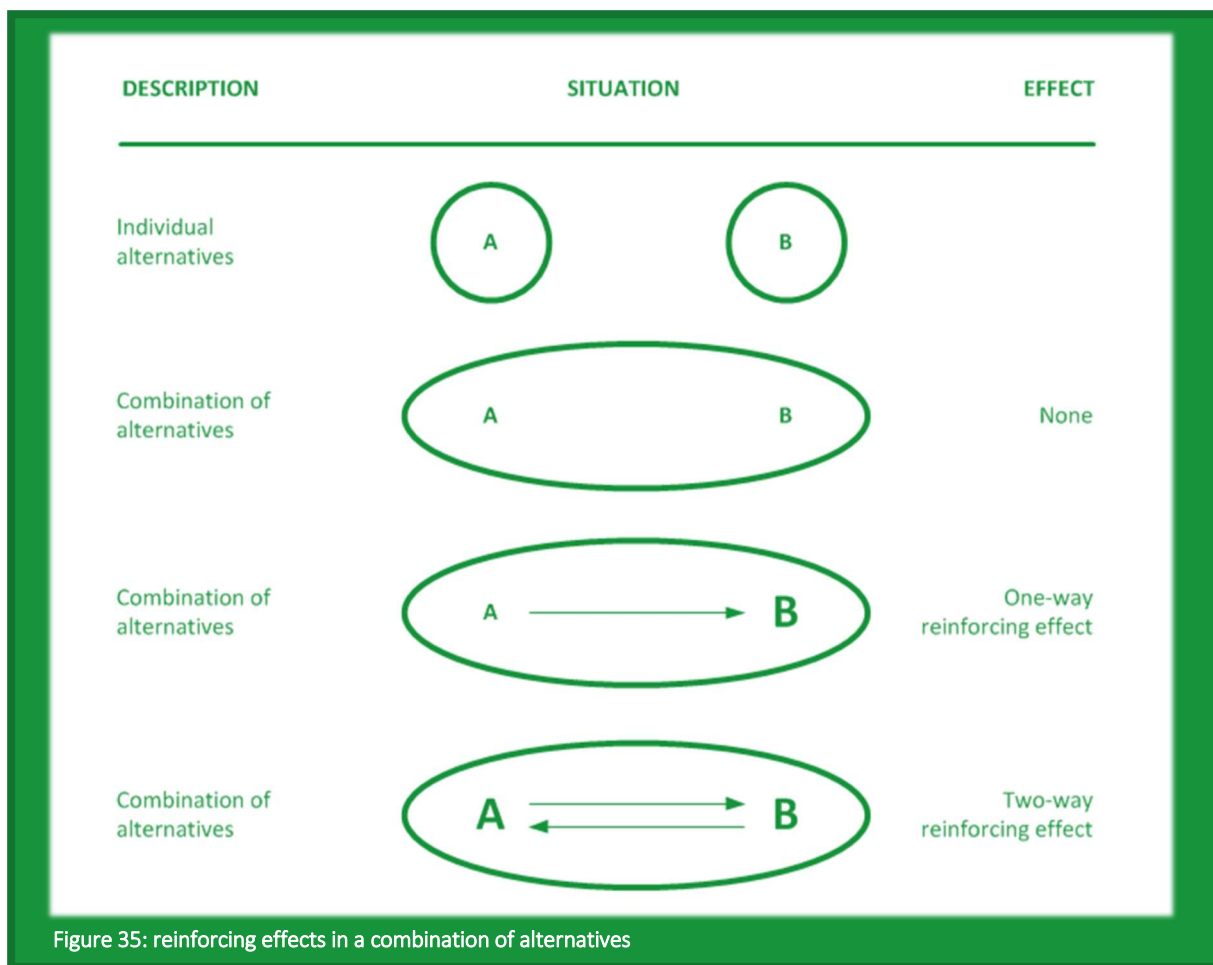 DESCRIPTION SITUATION EFFECT
Individual
alternatives
A B
Combination of
alternatives
A B
None
Combination of
alternatives
A B
One-way
reinforcing effect
Combination of
alternatives
A B
Two-way
reinforcing effect
Figure 35: reinforcing effects in a combination of alternatives